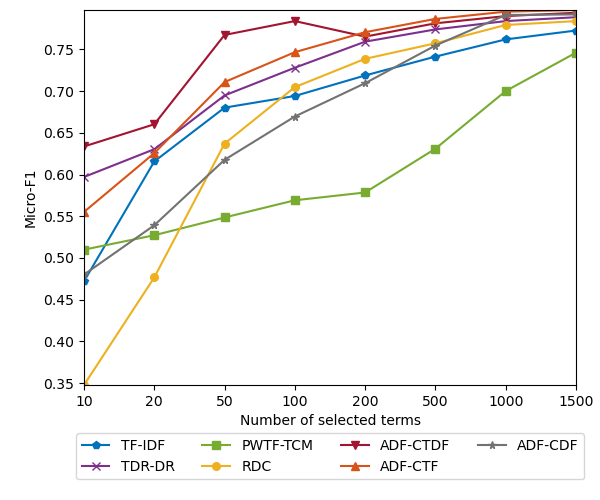 0.75
0.70
0.65
0.60
0.55
0.50
0.45
0.40
0.35
Micro-F1
10 20 50 100 200 500 1000 1500
Number of selected terms
TF-IDF PWTF-TCM ADF-CTDF ADF-CDF
TDR-DR RDC ADF-CTF